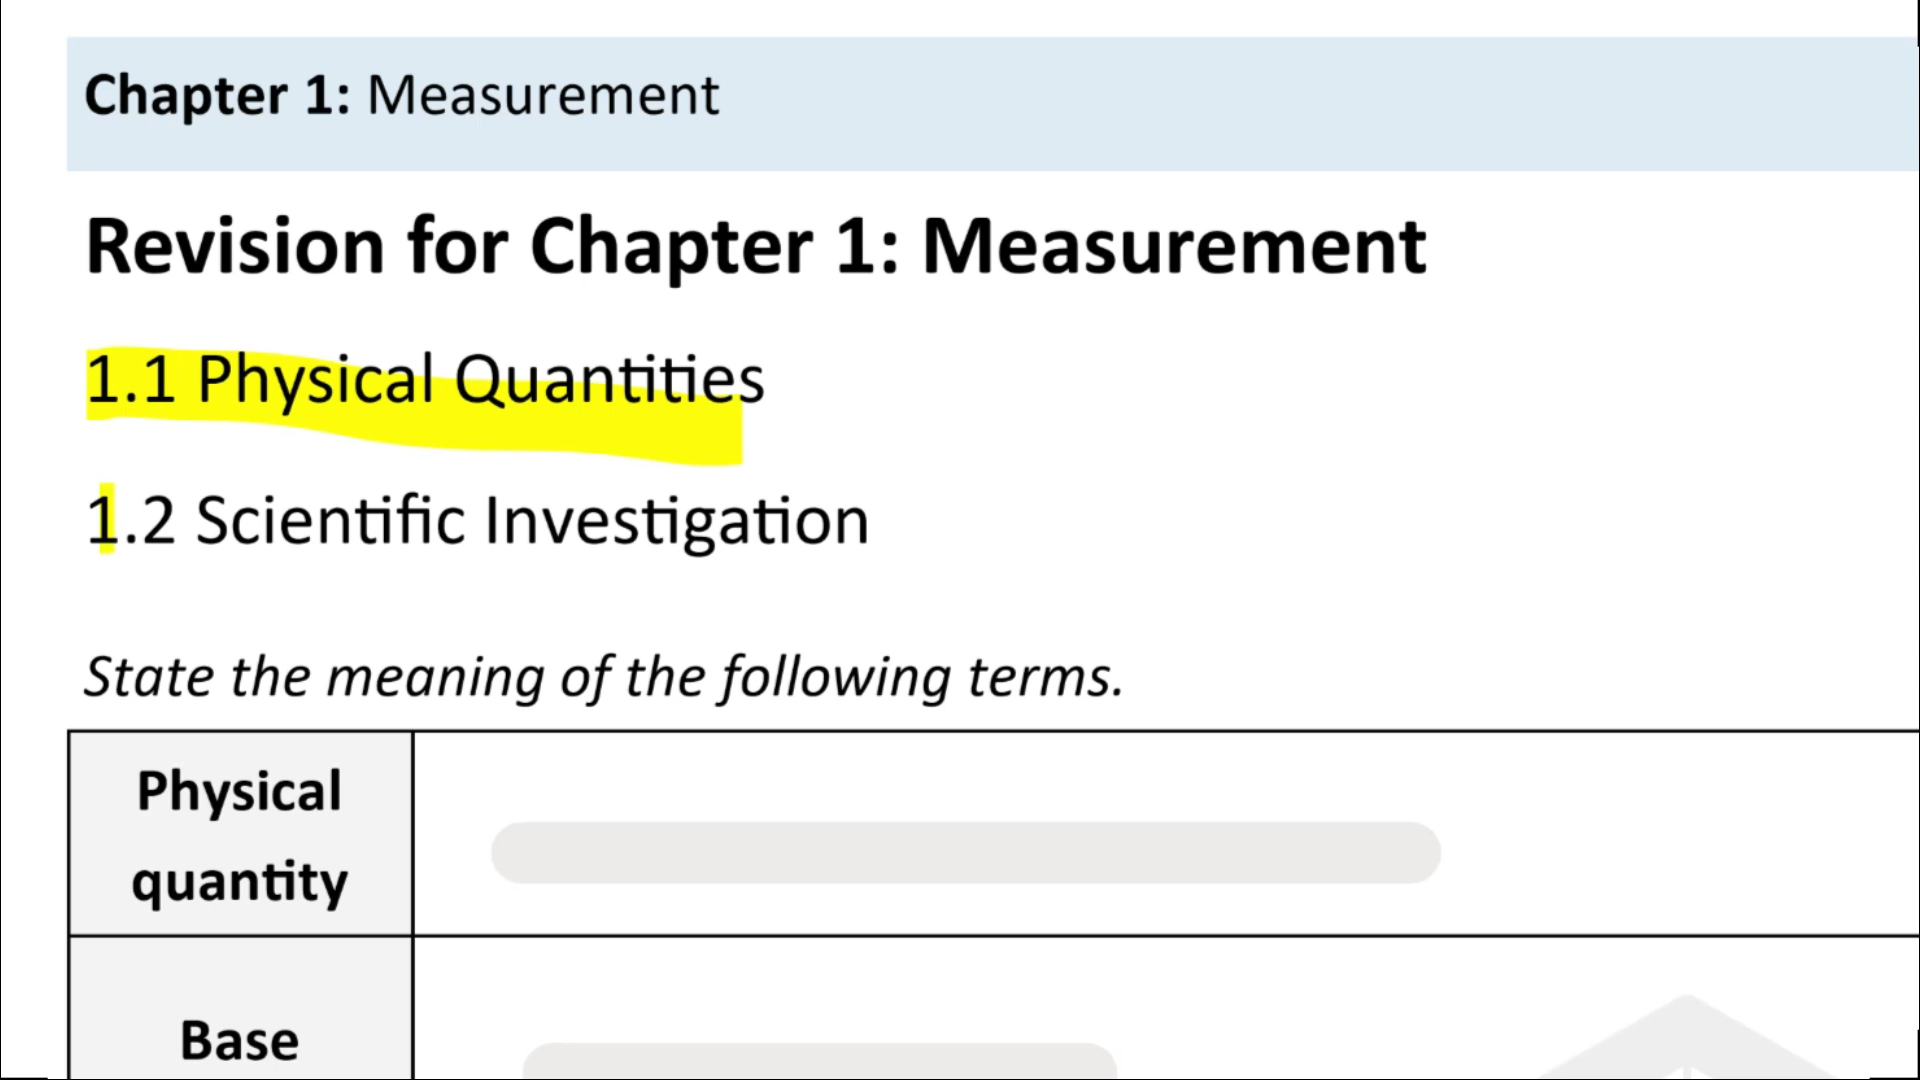 Chapter 1: Measurement
Revision for Chapter 1: Measurement
1.1 Physical Quantities
1.2 Scientific Investigation
State the meaning of the following terms.
Physical
quantity
Base